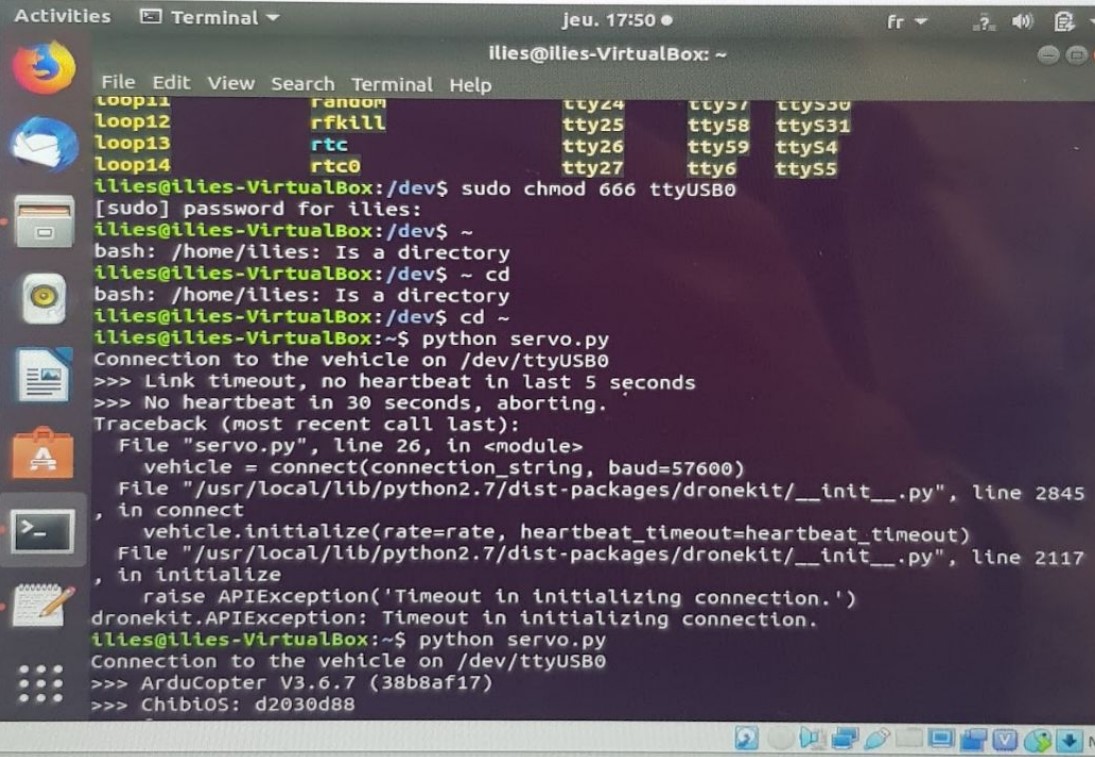 Activities Terminal jeu. 17:50 fr
ilies@ilies-VirtualBox: ~
File Edit View Search Terminal Help
loop11 random tty24 tty57 ttyS30
loop12 rfkill tty25 tty58 ttyS31
loop13 rtc tty26 tty59 ttyS4
loop14 rtc0 tty27 tty6 ttyS5
ilies@ilies-VirtualBox:/dev$ sudo chmod 666 ttyUSB0
[sudo] password for ilies:
ilies@ilies-VirtualBox:/dev$ ~
bash: /home/ilies: Is a directory
ilies@ilies-VirtualBox:/dev$ ~ cd
bash: /home/ilies: Is a directory
ilies@ilies-VirtualBox:/dev$ cd ~
ilies@ilies-VirtualBox:~$ python servo.py
Connection to the vehicle on /dev/ttyUSB0
>>> Link timeout, no heartbeat in last 5 seconds
>>> No heartbeat in 30 seconds, aborting.
Traceback (most recent call last):
File "servo.py", line 26, in <module>
vehicle = connect(connection_string, baud=57600)
File "/usr/local/lib/python2.7/dist-packages/dronekit/__init__.py", line 2845
, in connect
vehicle.initialize(rate=rate, heartbeat_timeout=heartbeat_timeout)
File "/usr/local/lib/python2.7/dist-packages/dronekit/__init__.py", line 2117
, in initialize
raise APIException('Timeout in initializing connection.')
dronekit.APIException: Timeout in initializing connection.
ilies@ilies-VirtualBox:~$ python servo.py
Connection to the vehicle on /dev/ttyUSB0
>>> ArduCopter V3.6.7 (38b8af17)
>>> ChibiOS: d2030d88